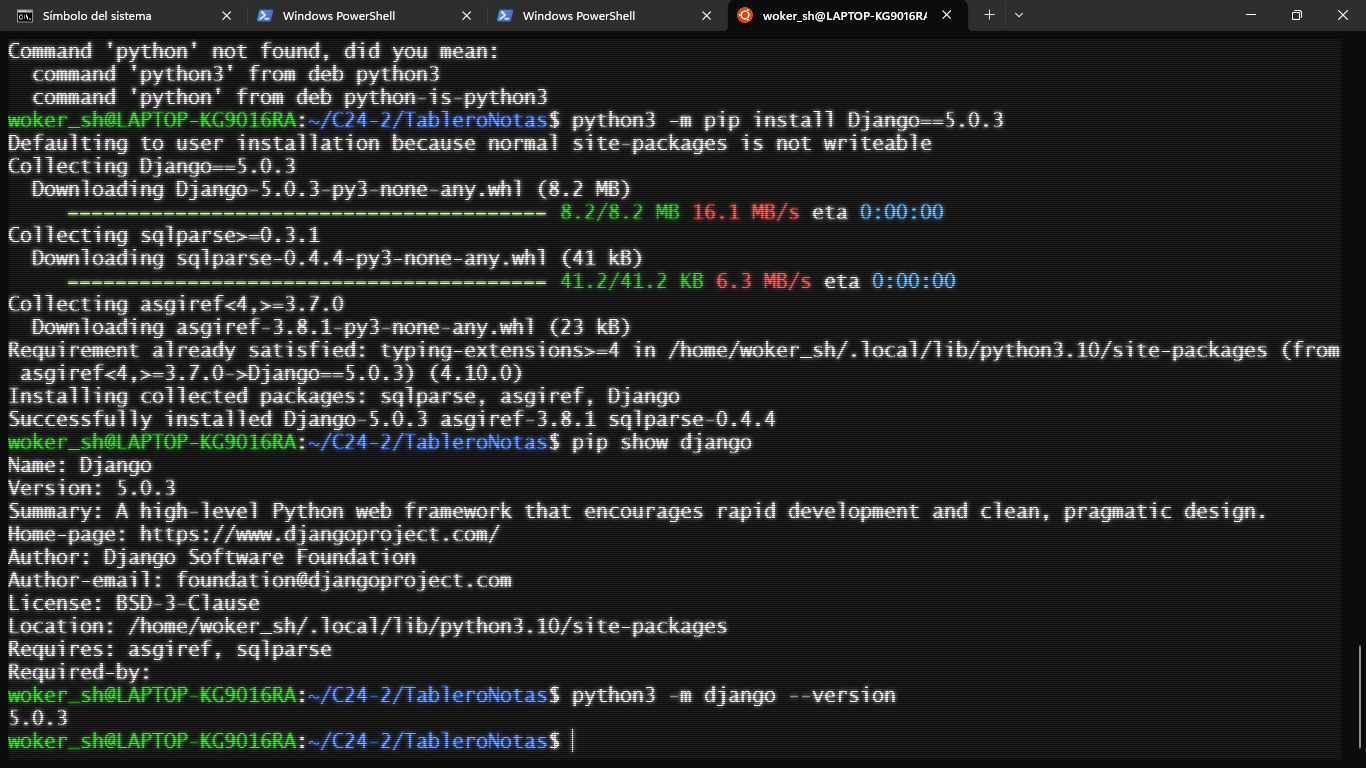 Símbolo del sistema
Windows PowerShell
Windows PowerShell
woker_sh@LAPTOP-KG9016RA
Command 'python' not found, did you mean:
  command 'python3' from deb python3
  command 'python' from deb python-is-python3
woker_sh@LAPTOP-KG9016RA:~/C24-2/TableroNotas$ python3 -m pip install Django==5.0.3
Defaulting to user installation because normal site-packages is not writeable
Collecting Django==5.0.3
  Downloading Django-5.0.3-py3-none-any.whl (8.2 MB)
     ---------------------------------------- 8.2/8.2 MB 16.1 MB/s eta 0:00:00
Collecting sqlparse>=0.3.1
  Downloading sqlparse-0.4.4-py3-none-any.whl (41 kB)
     ---------------------------------------- 41.2/41.2 KB 6.3 MB/s eta 0:00:00
Collecting asgiref<4,>=3.7.0
  Downloading asgiref-3.8.1-py3-none-any.whl (23 kB)
Requirement already satisfied: typing-extensions>=4 in /home/woker_sh/.local/lib/python3.10/site-packages (from
 asgiref<4,>=3.7.0->Django==5.0.3) (4.10.0)
Installing collected packages: sqlparse, asgiref, Django
Successfully installed Django-5.0.3 asgiref-3.8.1 sqlparse-0.4.4
woker_sh@LAPTOP-KG9016RA:~/C24-2/TableroNotas$ pip show django
Name: Django
Version: 5.0.3
Summary: A high-level Python web framework that encourages rapid development and clean, pragmatic design.
Home-page: https://www.djangoproject.com/
Author: Django Software Foundation
Author-email: foundation@djangoproject.com
License: BSD-3-Clause
Location: /home/woker_sh/.local/lib/python3.10/site-packages
Requires: asgiref, sqlparse
Required-by:
woker_sh@LAPTOP-KG9016RA:~/C24-2/TableroNotas$ python3 -m django --version
5.0.3
woker_sh@LAPTOP-KG9016RA:~/C24-2/TableroNotas$